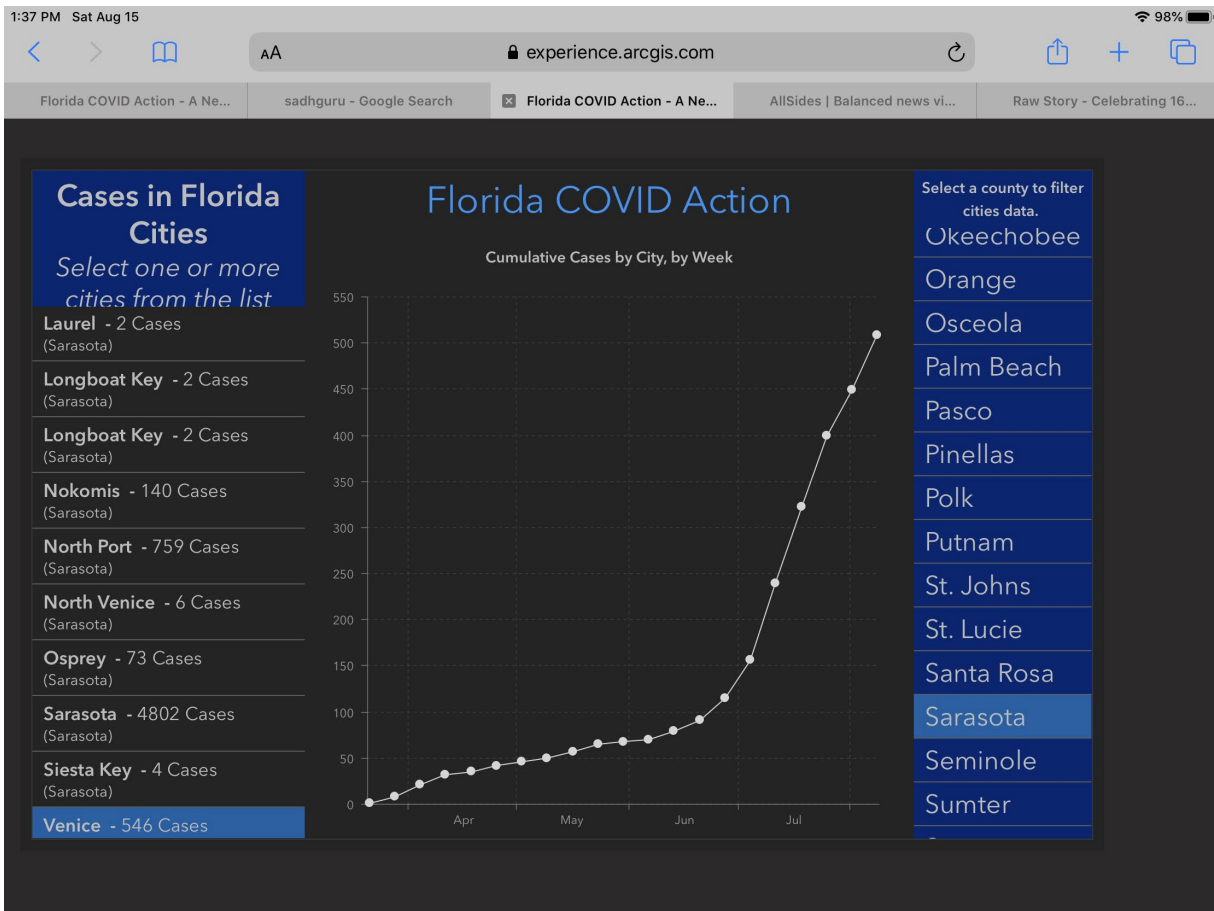 1:37 PM Sat Aug 15
98%
AA
experience.arcgis.com
Florida COVID Action - A Ne...
sadhguru - Google Search
Florida COVID Action - A Ne...
AllSides | Balanced news vi...
Raw Story - Celebrating 16...
Cases in Florida
Cities
Select one or more
cities from the list
Laurel - 2 Cases
(Sarasota)
Longboat Key - 2 Cases
(Sarasota)
Longboat Key - 2 Cases
(Sarasota)
Nokomis - 140 Cases
(Sarasota)
North Port - 759 Cases
(Sarasota)
North Venice - 6 Cases
(Sarasota)
Osprey - 73 Cases
(Sarasota)
Sarasota - 4802 Cases
(Sarasota)
Siesta Key - 4 Cases
(Sarasota)
Venice - 546 Cases
Florida COVID Action
Cumulative Cases by City, by Week
550
500
450
400
350
300
250
200
150
100
50
0
Apr
May
Jun
Jul
Select a county to filter
cities data.
Okeechobee
Orange
Osceola
Palm Beach
Pasco
Pinellas
Polk
Putnam
St. Johns
St. Lucie
Santa Rosa
Sarasota
Seminole
Sumter